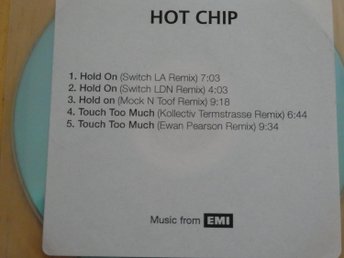 HOT CHIP
1. Hold On (Switch LA Remix) 7:03
2. Hold On (Switch LDN Remix) 4:03
3. Hold on (Mock N Toof Remix) 9:18
4. Touch Too Much (Kollectiv Termstrasse Remix) 6:44
5. Touch Too Much (Ewan Pearson Remix) 9:34
Music from EMI